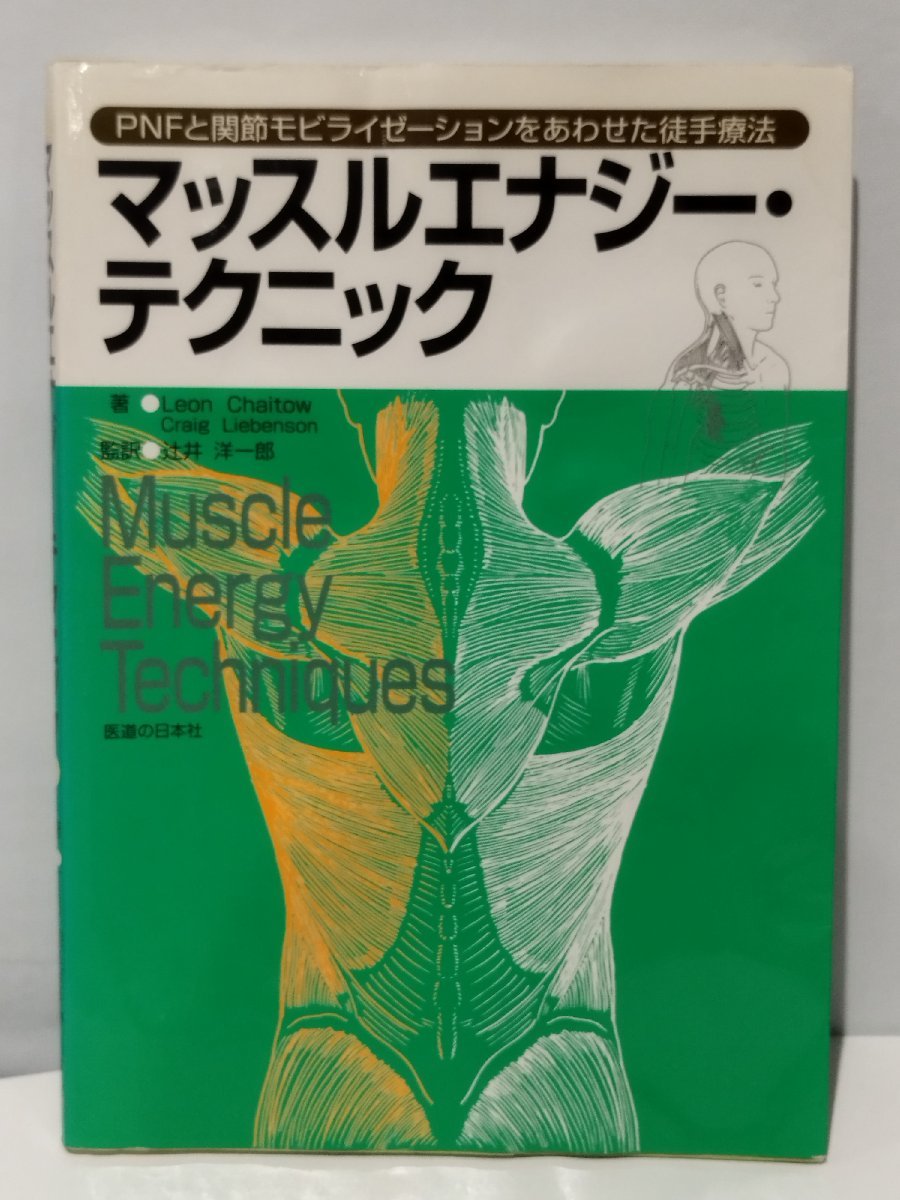 PNFと関節モビライゼーションをあわせた徒手療法
マッスルエナジー・
テクニック
著●Leon Chaitow
Craig Liebenson
監訳●辻井 洋一郎
Muscle
Energy
Techniques
医道の日本社